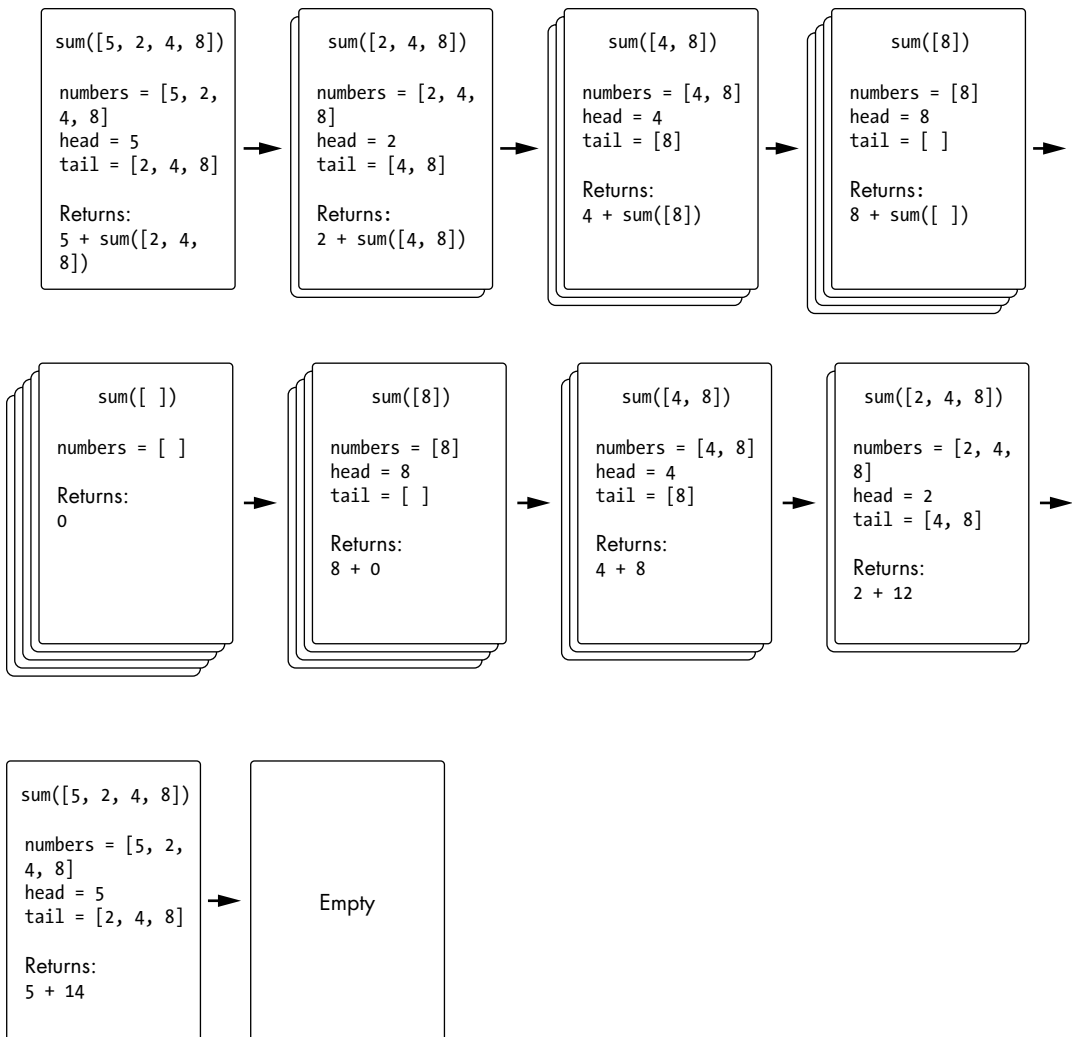 sum([5, 2, 4, 8])
numbers = [5, 2,
4, 8]
head = 5
tail = [2, 4, 8]
Returns:
5 + sum([2, 4,
8])
sum([2, 4, 8])
numbers = [2, 4,
8]
head = 2
tail = [4, 8]
Returns:
2 + sum([4, 8])
sum([4, 8])
numbers = [4, 8]
head = 4
tail = [8]
Returns:
4 + sum([8])
sum([8])
numbers = [8]
head = 8
tail = [ ]
Returns:
8 + sum([ ])
sum([ ])
numbers = [ ]
Returns:
0
sum([8])
numbers = [8]
head = 8
tail = [ ]
Returns:
8 + 0
sum([4, 8])
numbers = [4, 8]
head = 4
tail = [8]
Returns:
4 + 8
sum([2, 4, 8])
numbers = [2, 4,
8]
head = 2
tail = [4, 8]
Returns:
2 + 12
sum([5, 2, 4, 8])
numbers = [5, 2,
4, 8]
head = 5
tail = [2, 4, 8]
Returns:
5 + 14
Empty